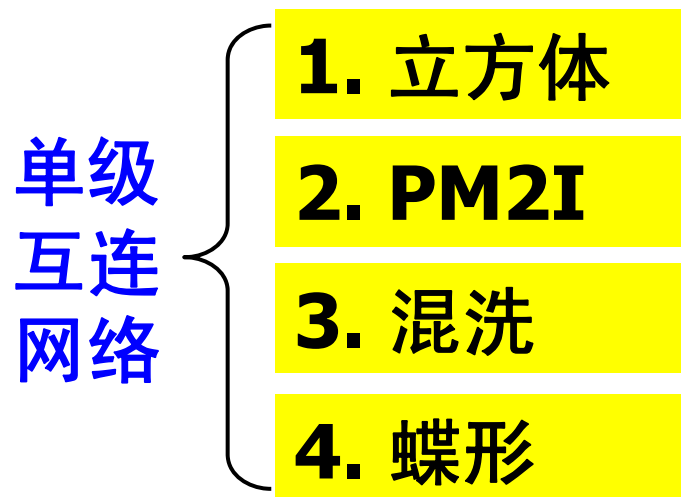 单级
互连
网络
1. 立方体
2. PM2I
3. 混洗
4. 蝶形